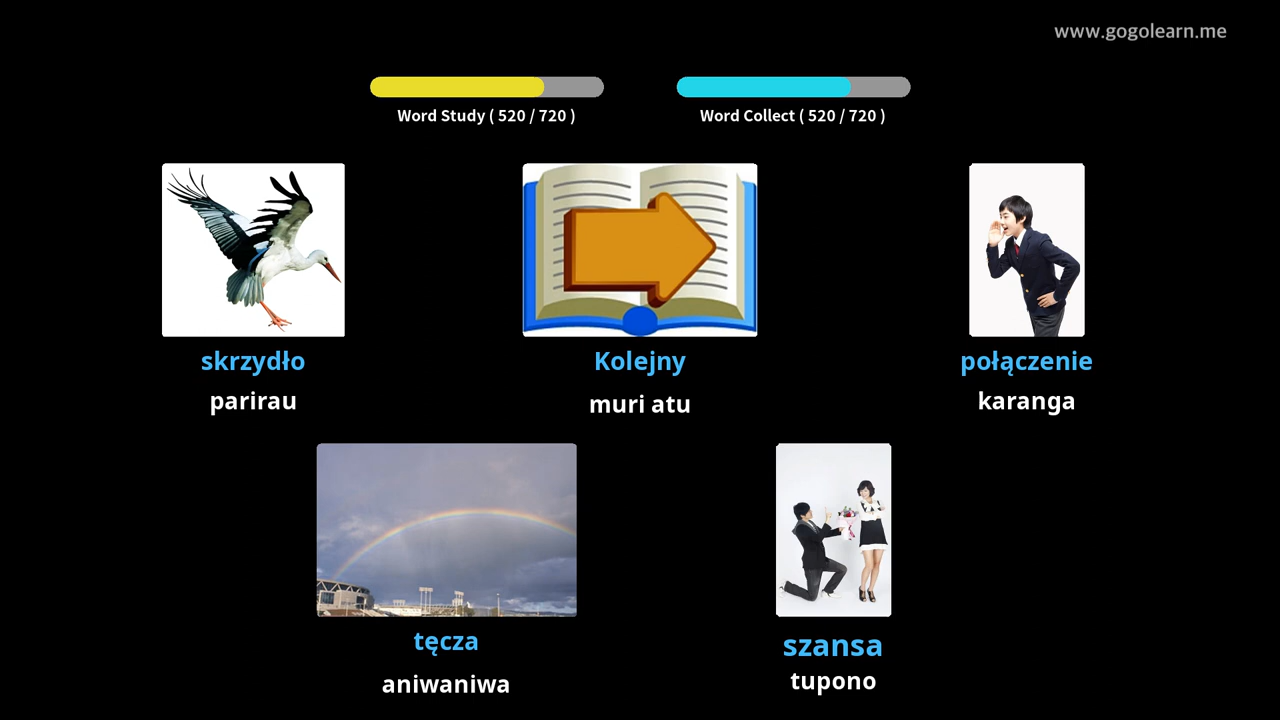 www.gogolearn.me
Word Study ( 520 / 720 )
Word Collect ( 520 / 720 )
skrzydło
parirau
Kolejny
muri atu
połączenie
karanga
tęcza
aniwaniwa
szansa
tupono